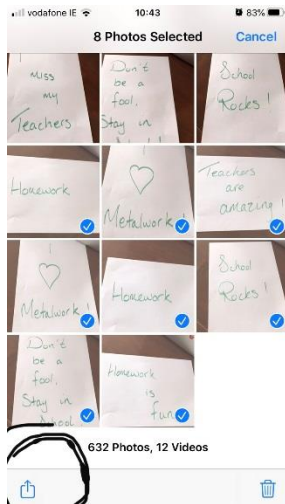 vodafone IE 10:43 83%
8 Photos Selected Cancel
miss
my
Teachers
Don't
be a
fool,
Stay in
School
Rocks!
Homework
I
♡
Metalwork!
Teachers
are
amazing!
I
♡
Metalwork!
Homework
School
Rocks!
Don't
be a
fool,
Stay in
School
Homework
is
fun
632 Photos, 12 Videos